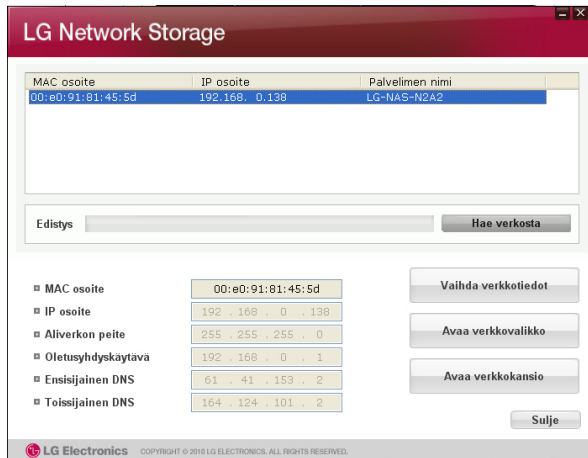 LG Network Storage
MAC osoite IP osoite Palvelimen nimi
00:e0:91:81:45:5d 192.168. 0.138 LG-NAS-N2A2
Edistys Hae verkosta
MAC osoite 00:e0:91:81:45:5d
IP osoite 192 . 168 . 0 . 138
Aliverkon peite 255 . 255 . 255 . 0
Oletusyhdyskäytävä 192 . 168 . 0 . 1
Ensisijainen DNS 61 . 41 . 153 . 2
Toissijainen DNS 164 . 124 . 101 . 2
Vaihda verkkotiedot
Avaa verkkovalikko
Avaa verkkokansio
Sulje
LG Electronics COPYRIGHT © 2010 LG ELECTRONICS. ALL RIGHTS RESERVED.